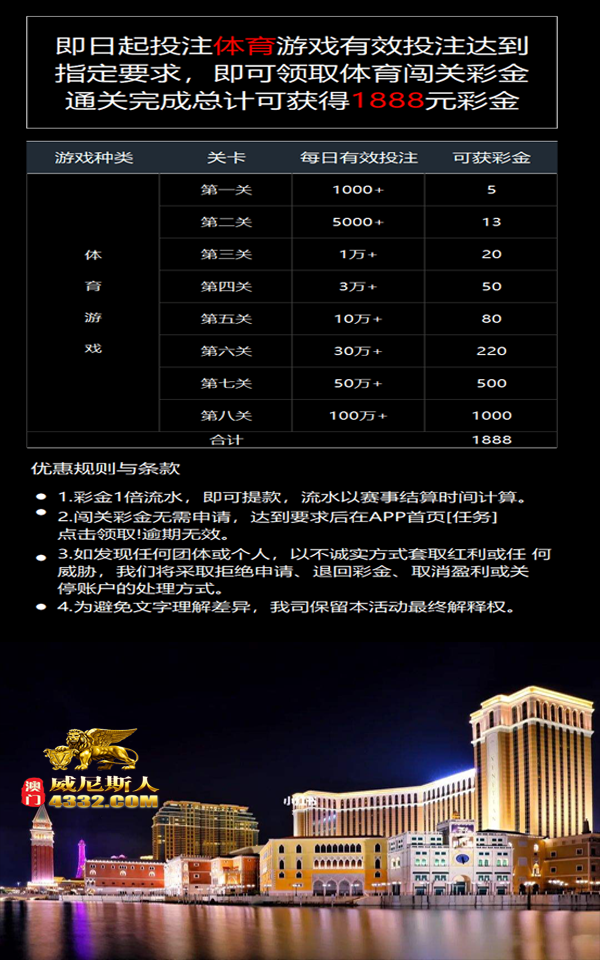 即日起投注体育游戏有效投注达到
指定要求，即可领取体育闯关彩金
通关完成总计可获得1888元彩金
游戏种类 关卡 每日有效投注 可获彩金
体育游戏
第一关 1000+ 5
第二关 5000+ 13
第三关 1万+ 20
第四关 3万+ 50
第五关 10万+ 80
第六关 30万+ 220
第七关 50万+ 500
第八关 100万+ 1000
合计 1888
优惠规则与条款
1.彩金1倍流水，即可提款，流水以赛事结算时间计算。
2.闯关彩金无需申请，达到要求后在APP首页[任务]
点击领取!逾期无效。
3.如发现任何团体或个人，以不诚实方式套取红利或任 何
威胁，我们将采取拒绝申请、退回彩金、取消盈利或关
停账户的处理方式。
4.为避免文字理解差异，我司保留本活动最终解释权。
澳门 威尼斯人
4332.COM